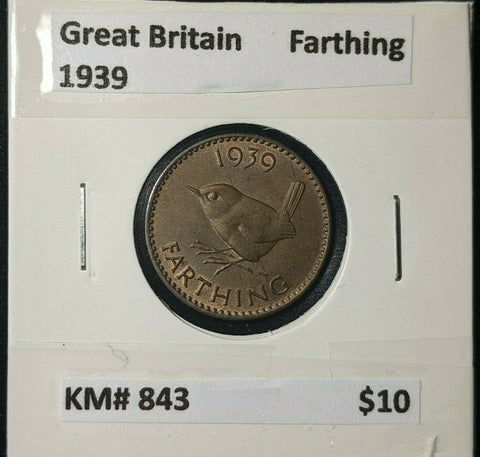 Great Britain Farthing
1939
1939
FARTHING
KM# 843 $10